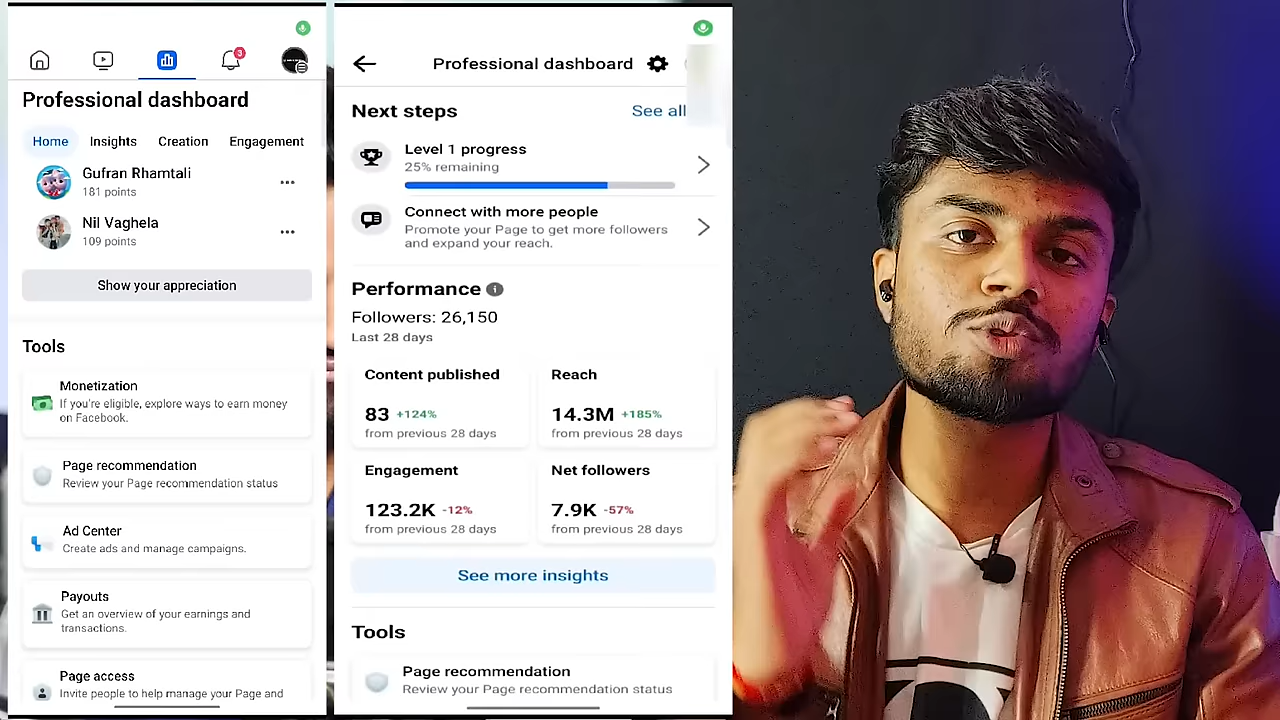 3
Professional dashboard
Home
Insights
Creation
Engagement
Gufran Rhamtali
181 points
Nil Vaghela
109 points
Show your appreciation
Tools
Monetization
If you're eligible, explore ways to earn money
on Facebook.
Page recommendation
Review your Page recommendation status
Ad Center
Create ads and manage campaigns.
Payouts
Get an overview of your earnings and
transactions.
Page access
Invite people to help manage your Page and
Professional dashboard
Next steps
See all
Level 1 progress
25% remaining
Connect with more people
Promote your Page to get more followers
and expand your reach.
Performance
Followers: 26,150
Last 28 days
Content published
83 +124%
from previous 28 days
Reach
14.3M +185%
from previous 28 days
Engagement
123.2K -12%
from previous 28 days
Net followers
7.9K -57%
from previous 28 days
See more insights
Tools
Page recommendation
Review your Page recommendation status